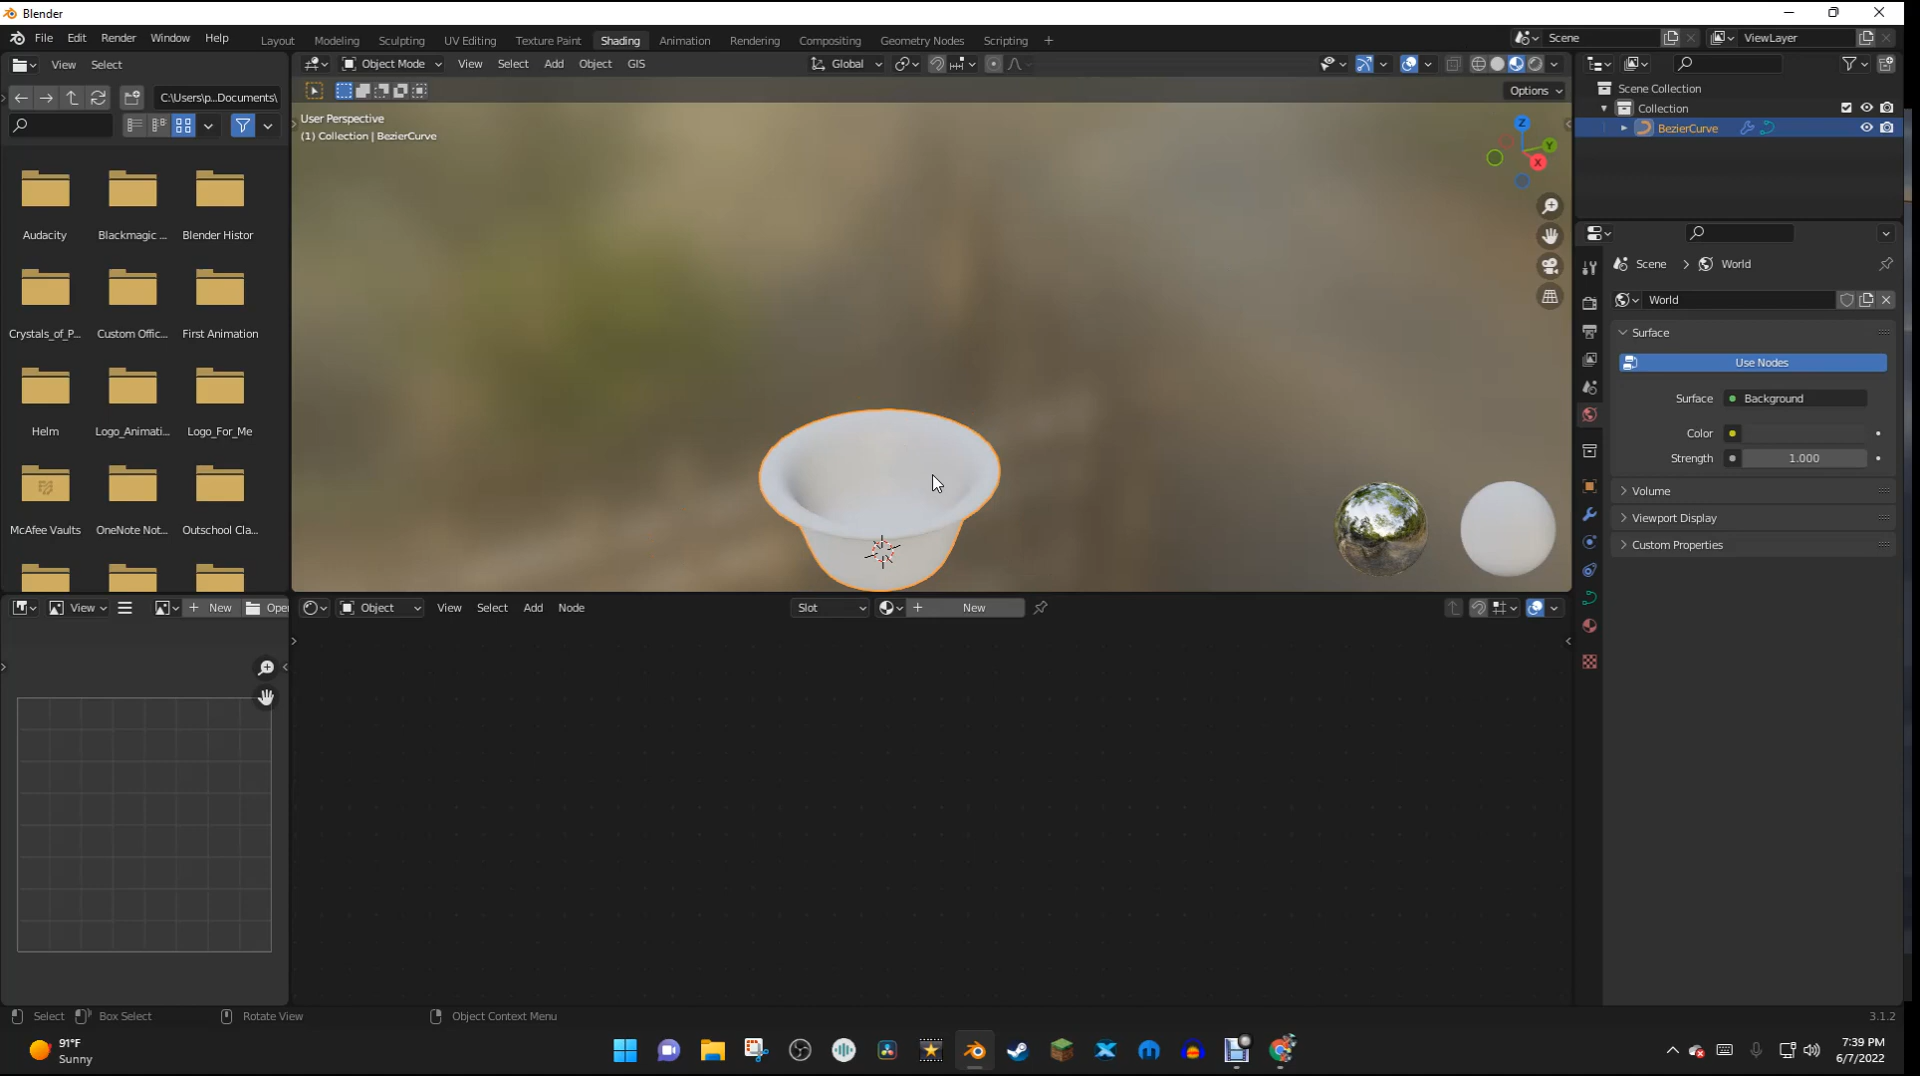 Blender
File Edit Render Window Help Layout Modeling Sculpting UV Editing Texture Paint Shading Animation Rendering Compositing Geometry Nodes Scripting + Scene ViewLayer
View Select Object Mode View Select Add Object GIS Global
C:\Users\p...Documents\ Options
User Perspective
(1) Collection | BezierCurve
Scene Collection
Collection
BezierCurve
Z
Y
X
Audacity Blackmagic ... Blender Histor
Crystals_of_P... Custom Offic... First Animation
Helm Logo_Animati... Logo_For_Me
McAfee Vaults OneNote Not... Outschool Cla...
Scene > World
World
Surface
Use Nodes
Surface Background
Color
Strength 1.000
Volume
Viewport Display
Custom Properties
View + New Open Object View Select Add Node Slot + New
Select Box Select Rotate View Object Context Menu 3.1.2
91°F
Sunny
7:39 PM
6/7/2022